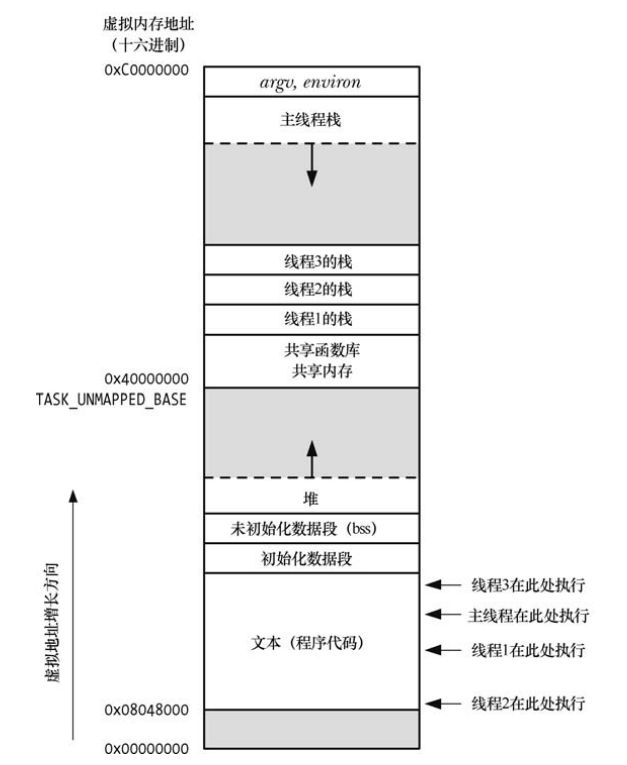 虚拟内存地址
（十六进制）
0xC0000000
argv, environ
主线程栈
线程3的栈
线程2的栈
线程1的栈
共享函数库
共享内存
0x40000000
TASK_UNMAPPED_BASE
堆
未初始化数据段（bss）
初始化数据段
线程3在此处执行
主线程在此处执行
文本（程序代码）
线程1在此处执行
线程2在此处执行
虚拟地址增长方向
0x08048000
0x00000000